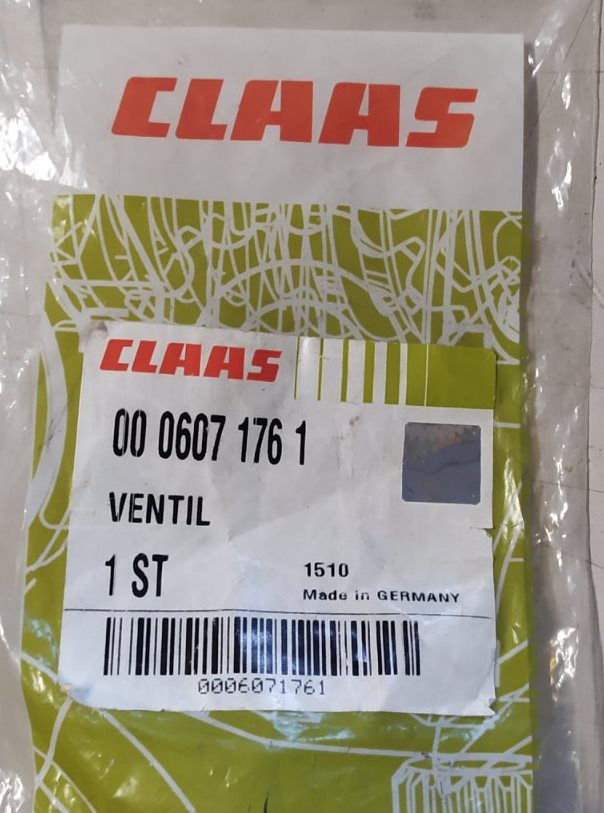 CLAAS
CLAAS
00 0607 176 1
VENTIL
1 ST
1510
Made in GERMANY
0006071761